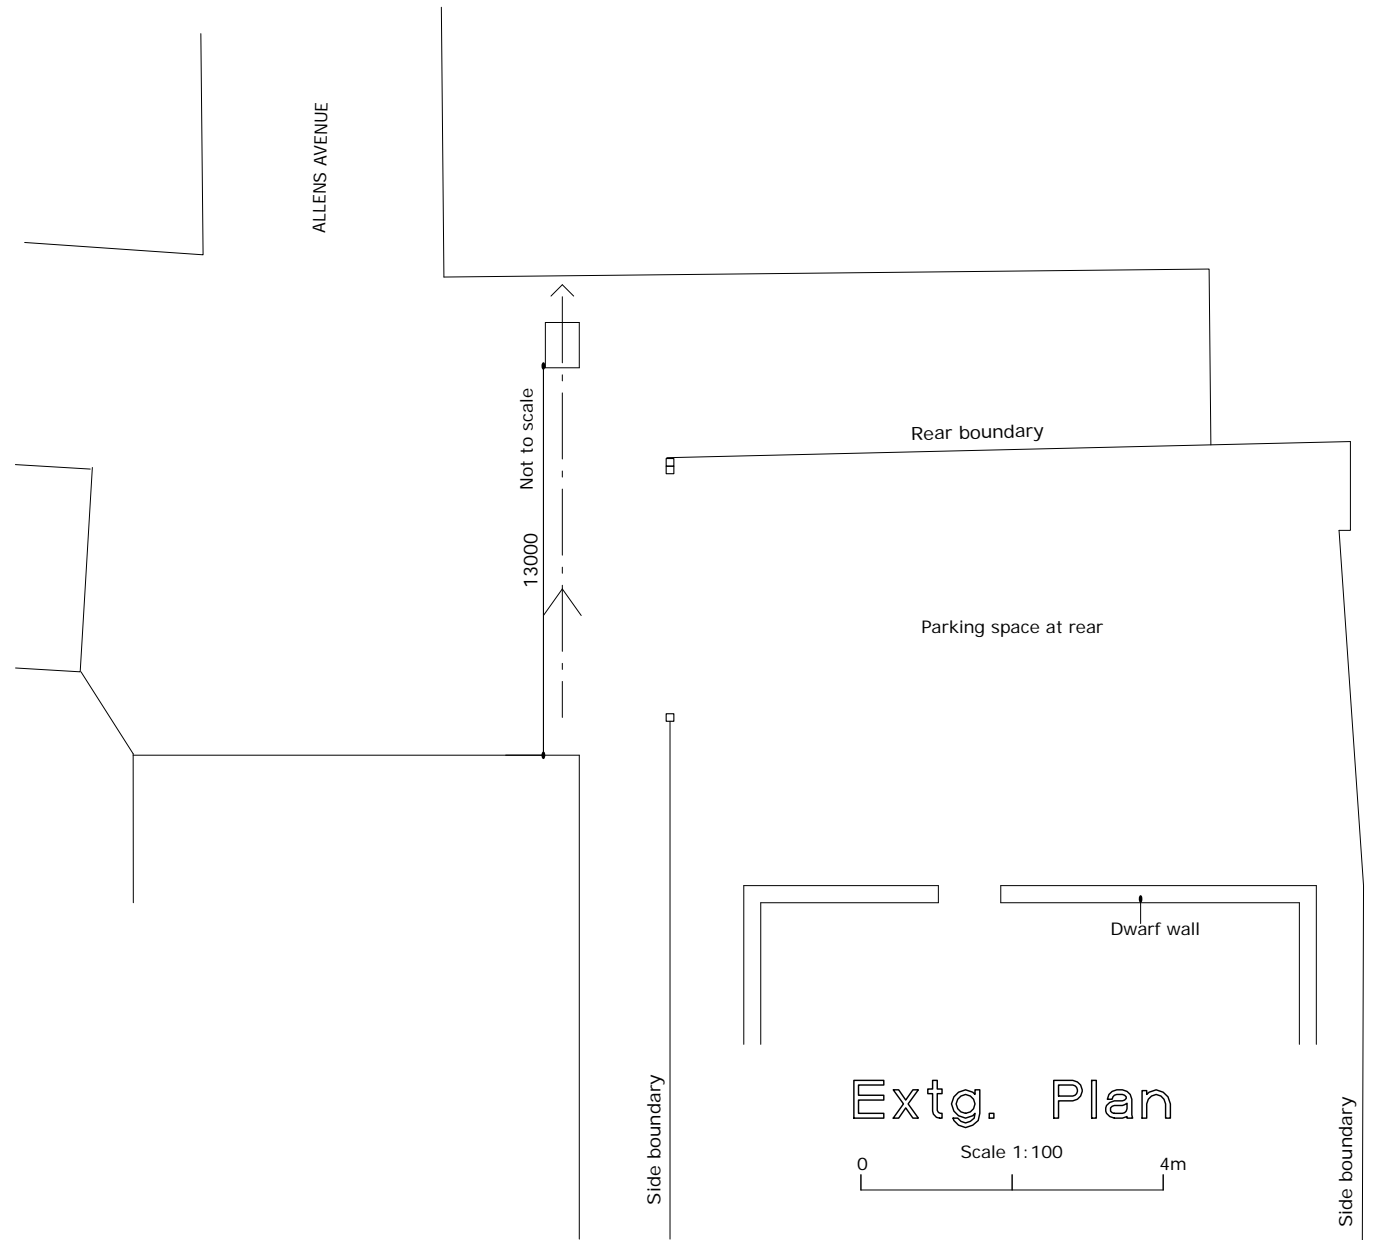 ALLENS AVENUE
Not to scale
13000
Rear boundary
Parking space at rear
Dwarf wall
Side boundary
Extg. Plan
Scale 1:100
0 4m
Side boundary